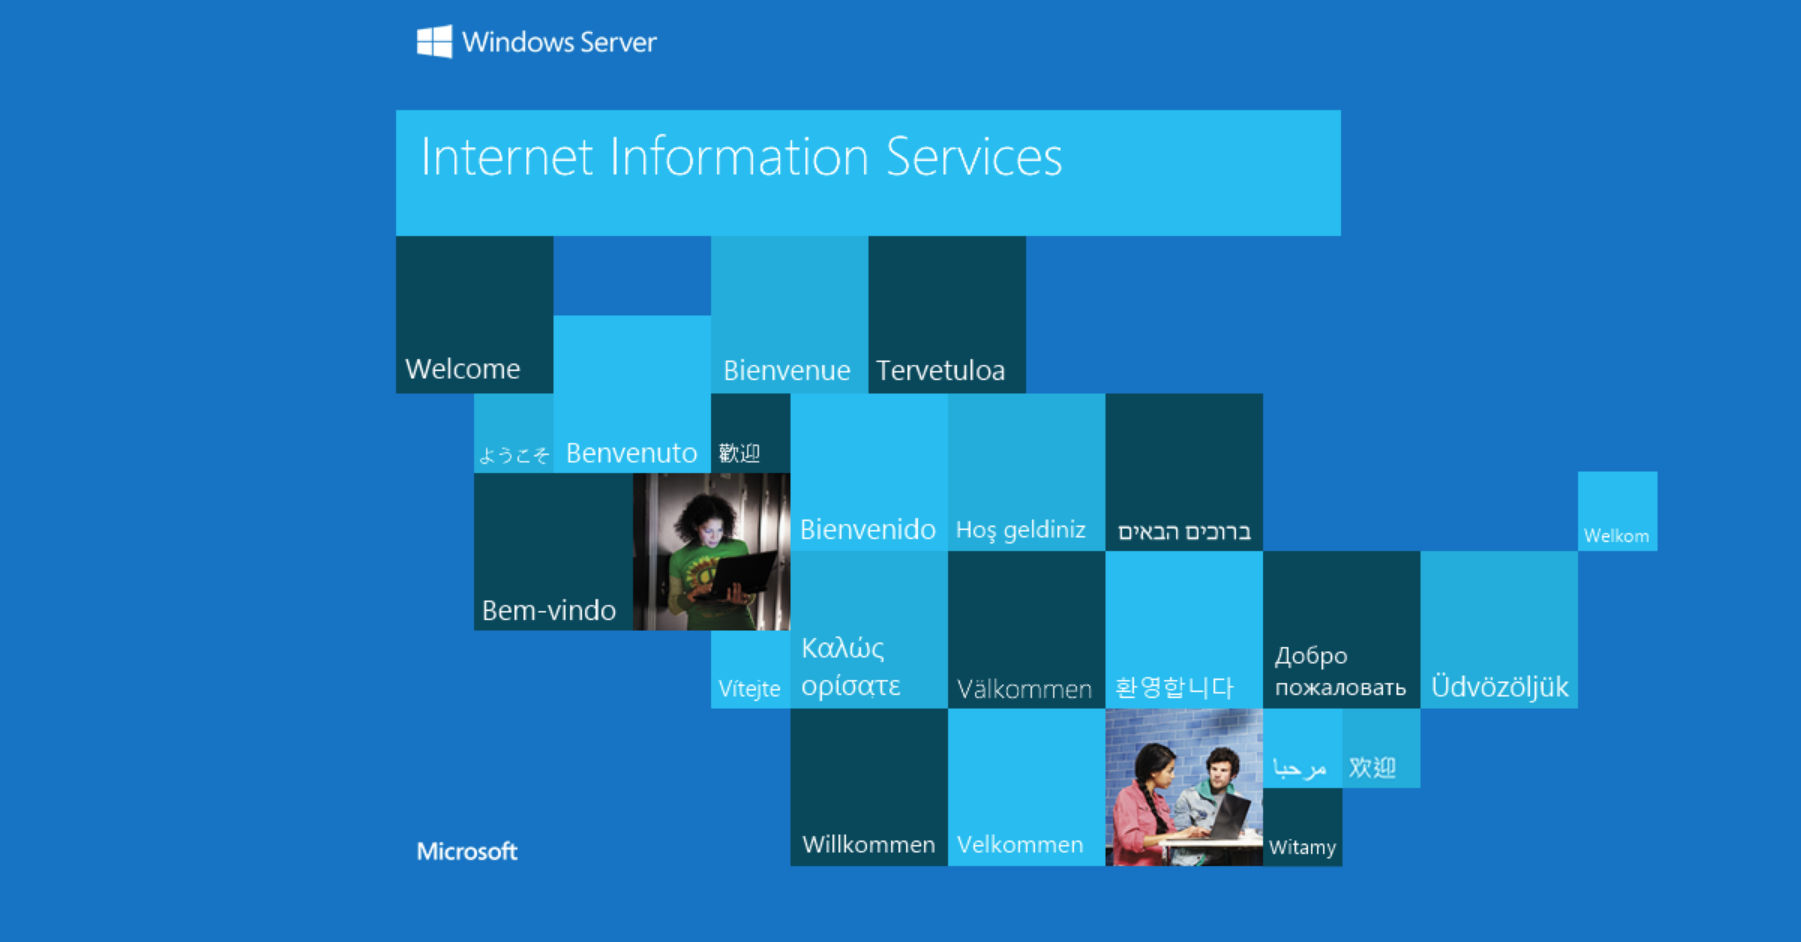 Windows Server
Internet Information Services
Welcome
Bienvenue
Tervetuloa
ようこそ
Benvenuto
歡迎
Bienvenido
Hoş geldiniz
ברוכים הבאים
Welkom
Bem-vindo
Vítejte
Καλώς
ορίσατε
Välkommen
환영합니다
Добро
пожаловать
Üdvözöljük
Willkommen
Velkommen
مرحبا
欢迎
Witamy
Microsoft